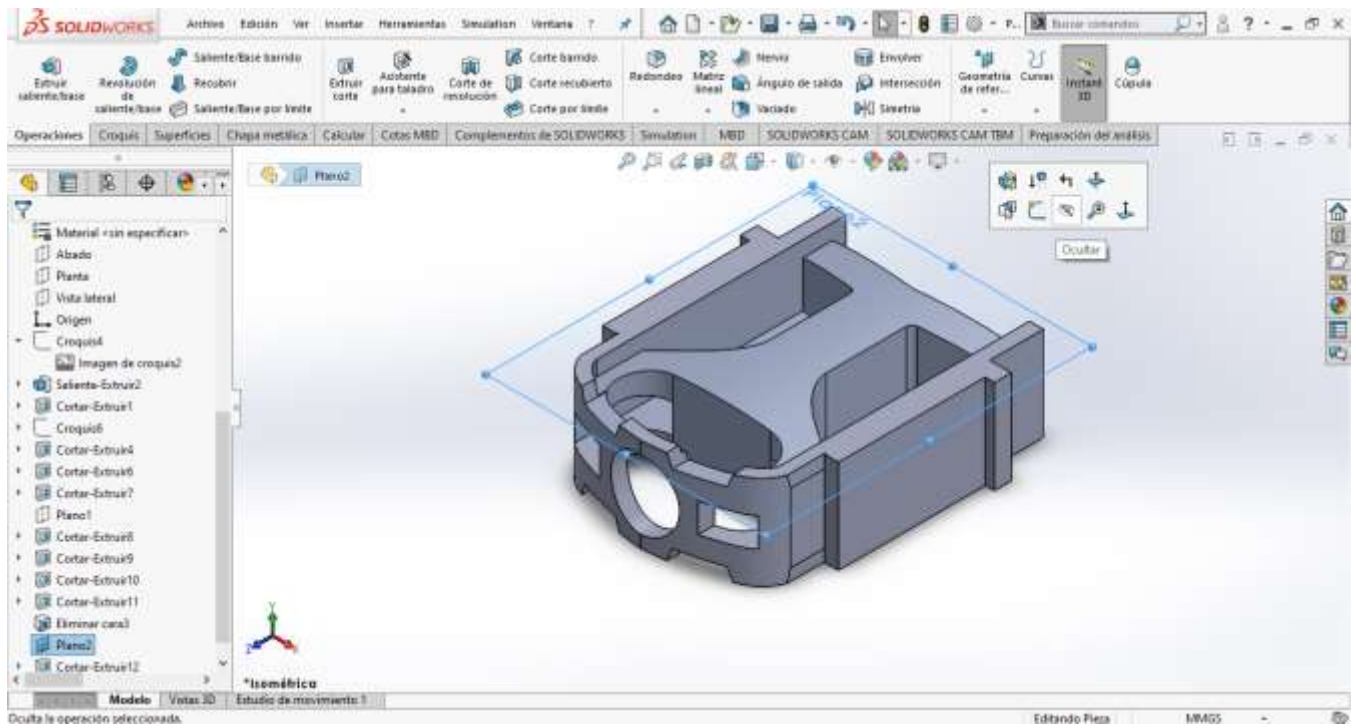 SOLIDWORKS
Archivo Edición Ver Insertar Herramientas Simulation Ventana ?
P...
Buscar comandos
Extruir saliente/base
Revolución de saliente/base
Saliente/Base barrido
Recubrir
Saliente/Base por límite
Extruir corte
Asistente para taladro
Corte de revolución
Corte barrido
Corte recubierto
Corte por límite
Redondeo
Matriz lineal
Nervio
Ángulo de salida
Vaciado
Envolver
Intersección
Simetría
Geometría de refer...
Curvas
Instant 3D
Cúpula
Operaciones Croquis Superficies Chapa metálica Calcular Cotas MBD Complementos de SOLIDWORKS Simulation MBD SOLIDWORKS CAM SOLIDWORKS CAM TBM Preparación del análisis
Plano2
Plano2
Ocultar
Material <sin especificar>
Alzado
Planta
Vista lateral
Origen
Croquis4
Imagen de croquis2
Saliente-Extruir2
Cortar-Extruir1
Croquis6
Cortar-Extruir4
Cortar-Extruir6
Cortar-Extruir7
Plano1
Cortar-Extruir8
Cortar-Extruir9
Cortar-Extruir10
Cortar-Extruir11
Eliminar cara3
Plano2
Cortar-Extruir12
Y
Z
X
*Isométrica
Modelo Vistas 3D Estudio de movimiento 1
Oculta la operación seleccionada.
Editando Pieza
MMGS